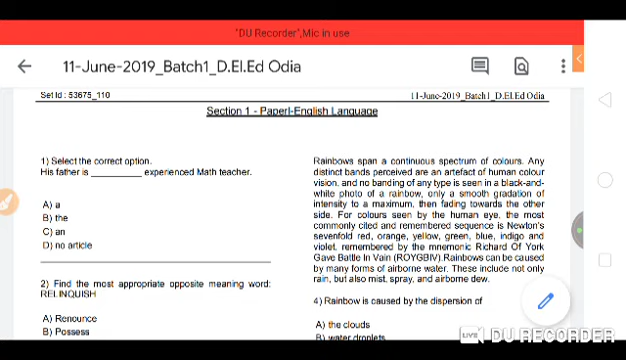 "DU Recorder",Mic in use
11-June-2019_Batch1_D.El.Ed Odia
Set Id : 53675_110
11-June-2019_Batch1_D.El.Ed Odia
Section 1 - PaperI-English Language
1) Select the correct option.
His father is __________ experienced Math teacher.
A) a
B) the
C) an
D) no article
2) Find the most appropriate opposite meaning word:
RELINQUISH
A) Renounce
B) Possess
Rainbows span a continuous spectrum of colours. Any
distinct bands perceived are an artefact of human colour
vision, and no banding of any type is seen in a black-and-
white photo of a rainbow, only a smooth gradation of
intensity to a maximum, then fading towards the other
side. For colours seen by the human eye, the most
commonly cited and remembered sequence is Newton's
sevenfold red, orange, yellow, green, blue, indigo and
violet, remembered by the mnemonic Richard Of York
Gave Battle In Vain (ROYGBIV).Rainbows can be caused
by many forms of airborne water. These include not only
rain, but also mist, spray, and airborne dew.
4) Rainbow is caused by the dispersion of
A) the clouds
B) water droplets
LIVE DU RECORDER